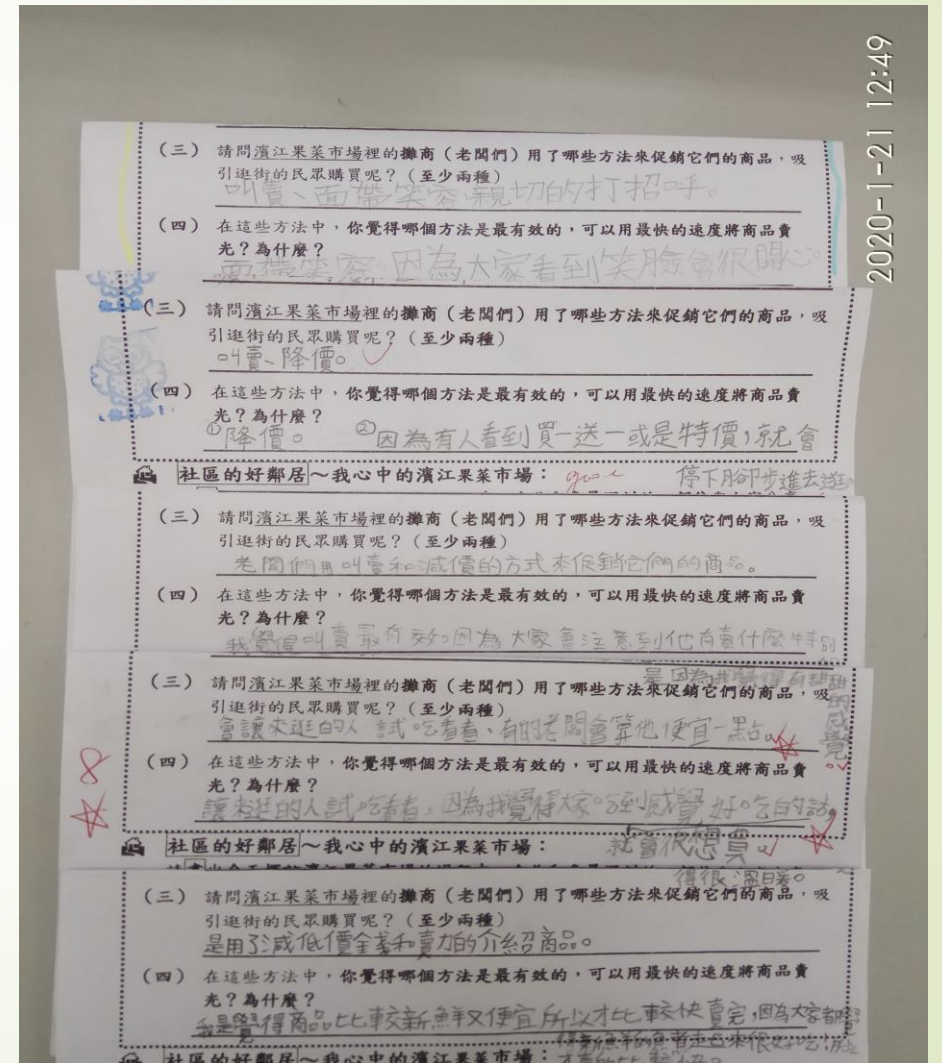 2020-1-21 12:49
(三) 請問濱江果菜市場裡的攤商(老闆們)用了哪些方法來促銷它們的商品,吸
引逛街的民眾購買呢?(至少兩種)
叫賣、面帶笑容親切的打招呼。
(四) 在這些方法中,你覺得哪個方法是最有效的,可以用最快的速度將商品賣
光?為什麼?
面帶笑容。因為大家看到笑臉會很開心。
(三) 請問濱江果菜市場裡的攤商(老闆們)用了哪些方法來促銷它們的商品,吸
引逛街的民眾購買呢?(至少兩種)
叫賣、降價。
(四) 在這些方法中,你覺得哪個方法是最有效的,可以用最快的速度將商品賣
光?為什麼?
①降價。 ②因為有人看到買一送一或是特價,就會
停下腳步進去逛。
社區的好鄰居~我心中的濱江果菜市場:
(三) 請問濱江果菜市場裡的攤商(老闆們)用了哪些方法來促銷它們的商品,吸
引逛街的民眾購買呢?(至少兩種)
老闆們用叫賣和減價的方式來促銷它們的商品。
(四) 在這些方法中,你覺得哪個方法是最有效的,可以用最快的速度將商品賣
光?為什麼?
我覺得叫賣最有效。因為大家會注意到他有賣什麼特別
是因為我覺得有甜甜
的感覺。
(三) 請問濱江果菜市場裡的攤商(老闆們)用了哪些方法來促銷它們的商品,吸
引逛街的民眾購買呢?(至少兩種)
會讓來逛的人試吃看看、有的老闆會算他便宜一點。
(四) 在這些方法中,你覺得哪個方法是最有效的,可以用最快的速度將商品賣
光?為什麼?
讓來逛的人試吃看看,因為我覺得大家吃到感覺好吃的話。
就會很想買。
8
社區的好鄰居~我心中的濱江果菜市場:
得很溫暖。
(三) 請問濱江果菜市場裡的攤商(老闆們)用了哪些方法來促銷它們的商品,吸
引逛街的民眾購買呢?(至少兩種)
是用了減低價錢和賣力的介紹商品。
(四) 在這些方法中,你覺得哪個方法是最有效的,可以用最快的速度將商品賣
光?為什麼?
我是覺得商品比較新鮮又便宜所以才比較快賣完,因為大家都覺
社區的好鄰居~我心中的濱江果菜市場: